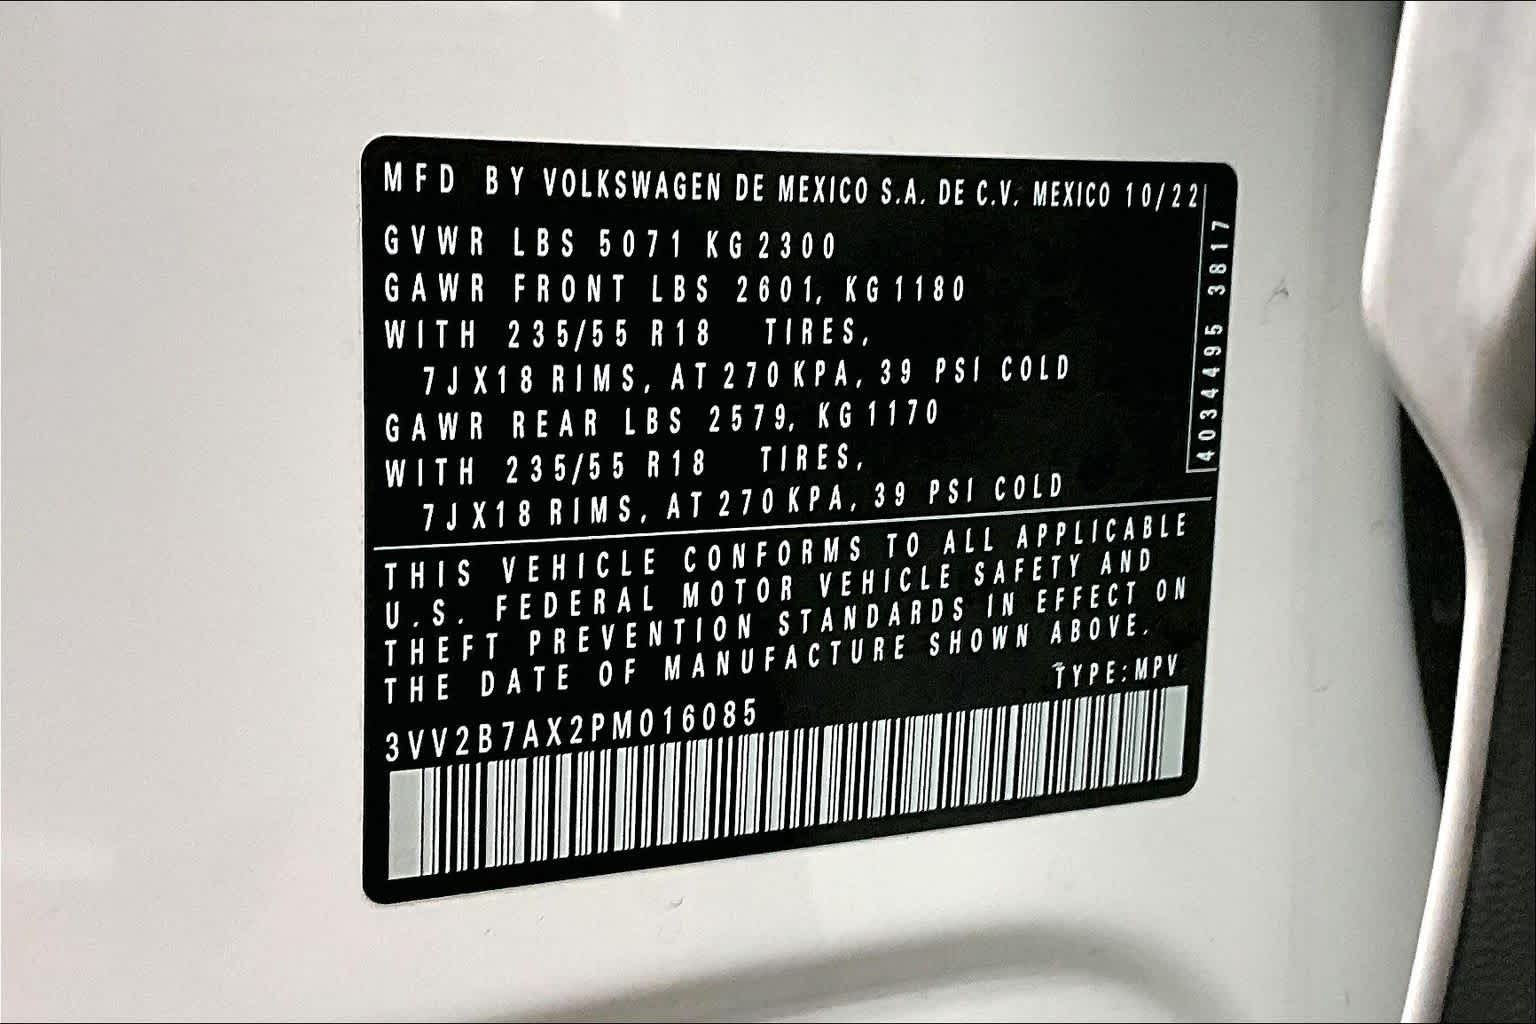 MFD BY VOLKSWAGEN DE MEXICO S.A. DE C.V. MEXICO 10/22
GVWR LBS 5071 KG 2300
GAWR FRONT LBS 2601, KG 1180
WITH 235/55 R18 TIRES,
7JX18 RIMS, AT 270 KPA, 39 PSI COLD
GAWR REAR LBS 2579, KG 1170
WITH 235/55 R18 TIRES,
7JX18 RIMS, AT 270 KPA, 39 PSI COLD
4034495 3817
THIS VEHICLE CONFORMS TO ALL APPLICABLE
U.S. FEDERAL MOTOR VEHICLE SAFETY AND
THEFT PREVENTION STANDARDS IN EFFECT ON
THE DATE OF MANUFACTURE SHOWN ABOVE.
TYPE: MPV
3VV2B7AX2PM016085